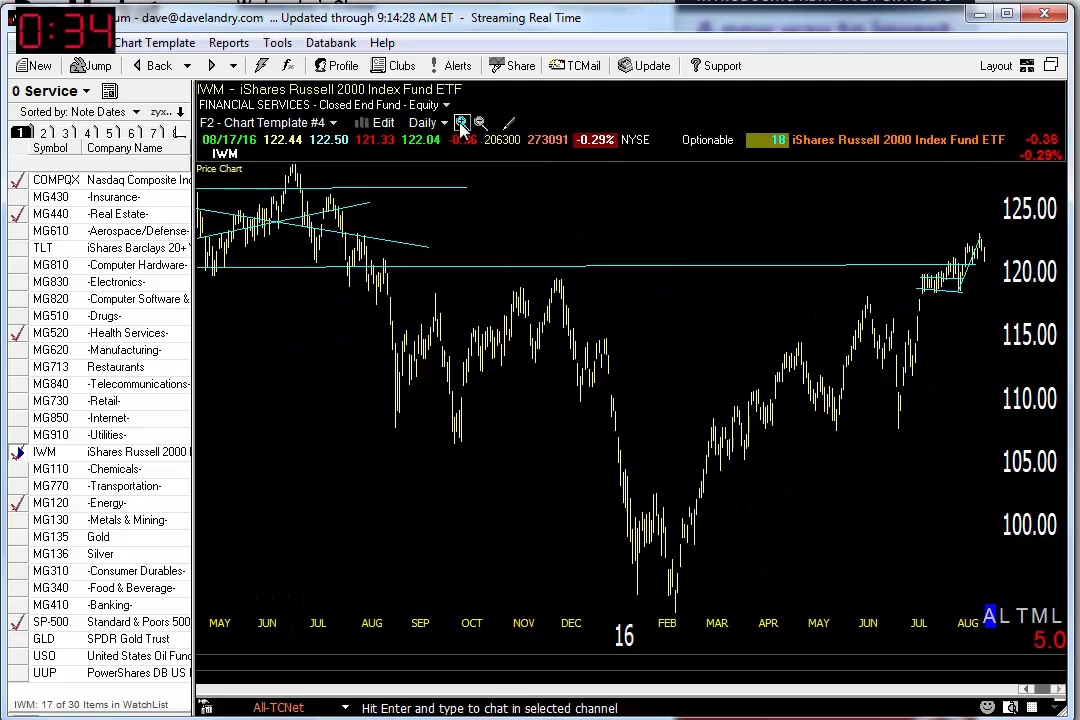 0:34
um - dave@davelandry.com ... Updated through 9:14:28 AM ET - Streaming Real Time
Chart Template Reports Tools Databank Help
New Jump Back Profile Clubs Alerts Share TCMail Update Support Layout
0 Service
IWM - iShares Russell 2000 Index Fund ETF
FINANCIAL SERVICES - Closed End Fund - Equity
Sorted by: Note Dates zyx..
F2 - Chart Template #4 Edit Daily
1 2 3 4 5 6 7
08/17/16 122.44 122.50 121.33 122.04 -0.36 206300 273091 -0.29% NYSE Optionable 18 iShares Russell 2000 Index Fund ETF -0.36
-0.29%
Symbol Company Name
IWM
Price Chart
COMPQX Nasdaq Composite Ind
MG430 -Insurance-
MG440 -Real Estate-
MG610 -Aerospace/Defense-
TLT iShares Barclays 20+
MG810 -Computer Hardware-
MG830 -Electronics-
MG820 -Computer Software &
MG510 -Drugs-
MG520 -Health Services-
MG620 -Manufacturing-
MG713 Restaurants
MG840 -Telecommunications-
MG730 -Retail-
MG850 -Internet-
MG910 -Utilities-
IWM iShares Russell 2000
MG110 -Chemicals-
MG770 -Transportation-
MG120 -Energy-
MG130 -Metals & Mining-
MG135 Gold
MG136 Silver
MG310 -Consumer Durables-
MG340 -Food & Beverage-
MG410 -Banking-
SP-500 Standard & Poors 500
GLD SPDR Gold Trust
USO United States Oil Fund
UUP PowerShares DB US
125.00
120.00
115.00
110.00
105.00
100.00
A L T M L
MAY JUN JUL AUG SEP OCT NOV DEC 16 FEB MAR APR MAY JUN JUL AUG
5.0
IWM: 17 of 30 Items in WatchList
All-TCNet Hit Enter and type to chat in selected channel